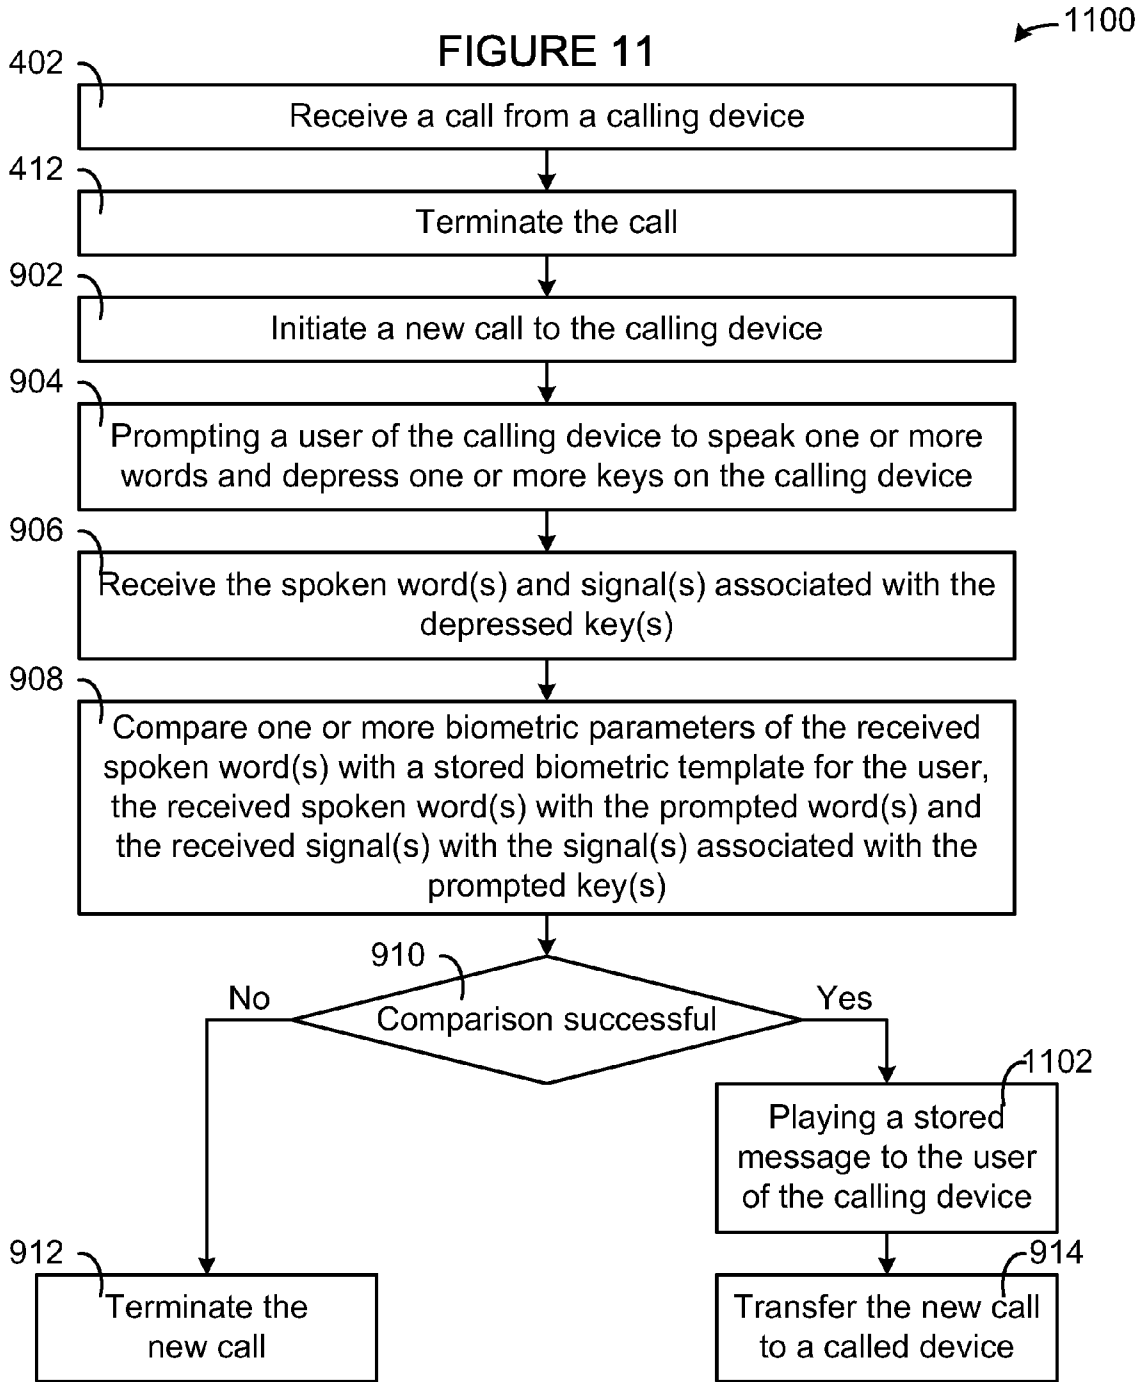 1100
FIGURE 11
402
Receive a call from a calling device
412
Terminate the call
902
Initiate a new call to the calling device
904
Prompting a user of the calling device to speak one or more
words and depress one or more keys on the calling device
906
Receive the spoken word(s) and signal(s) associated with the
depressed key(s)
908
Compare one or more biometric parameters of the received
spoken word(s) with a stored biometric template for the user,
the received spoken word(s) with the prompted word(s) and
the received signal(s) with the signal(s) associated with the
prompted key(s)
910
No
Yes
Comparison successful
1102
Playing a stored
message to the user
of the calling device
912
Terminate the
new call
914
Transfer the new call
to a called device